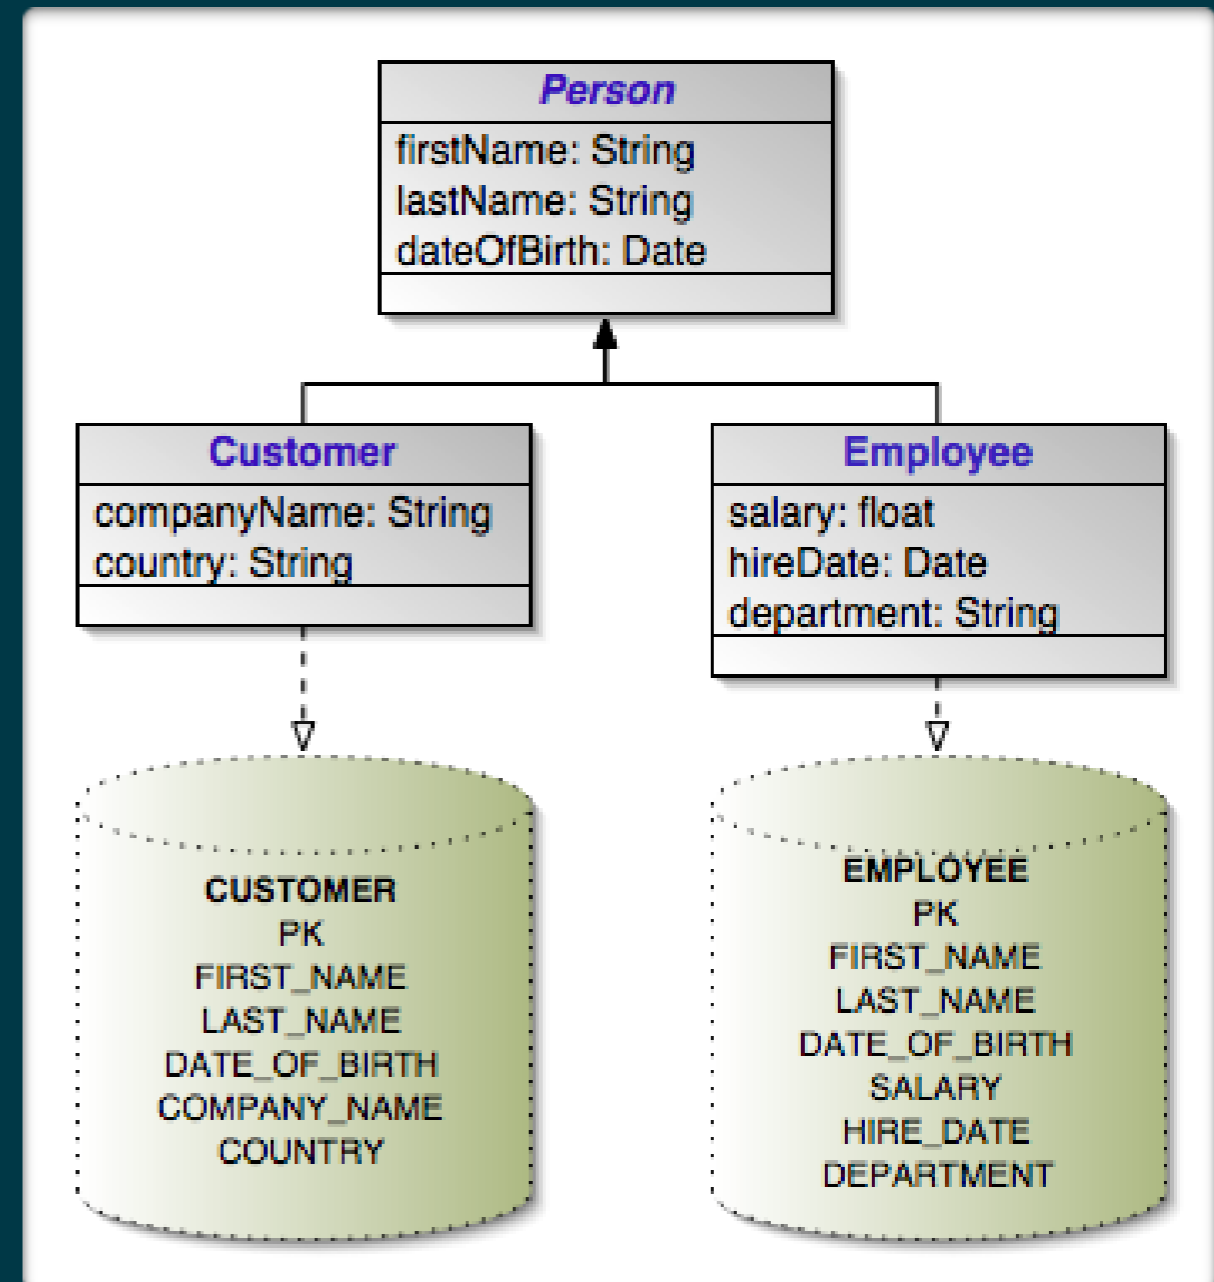 Person
firstName: String
lastName: String
dateOfBirth: Date
Customer
companyName: String
country: String
Employee
salary: float
hireDate: Date
department: String
CUSTOMER
PK
FIRST_NAME
LAST_NAME
DATE_OF_BIRTH
COMPANY_NAME
COUNTRY
EMPLOYEE
PK
FIRST_NAME
LAST_NAME
DATE_OF_BIRTH
SALARY
HIRE_DATE
DEPARTMENT